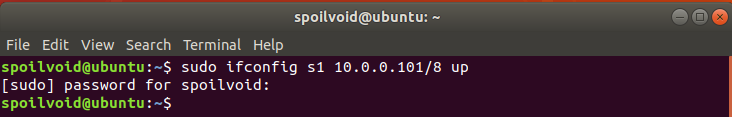 spoilvoid@ubuntu: ~
File Edit View Search Terminal Help
spoilvoid@ubuntu:~$ sudo ifconfig s1 10.0.0.101/8 up
[sudo] password for spoilvoid:
spoilvoid@ubuntu:~$